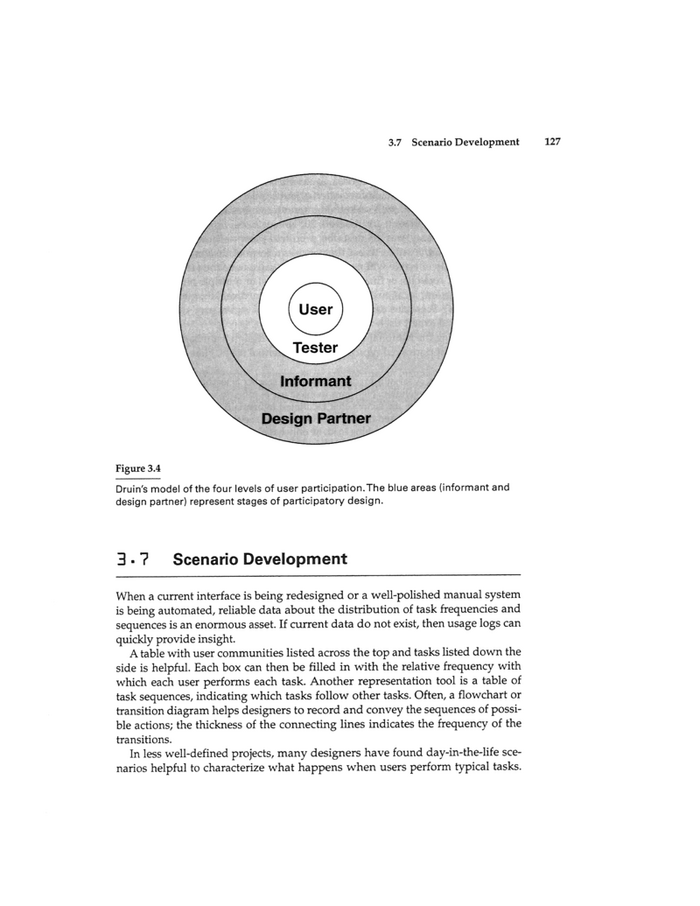 3.7 Scenario Development 127
User
Tester
Informant
Design Partner
Figure 3.4
Druin's model of the four levels of user participation. The blue areas (informant and
design partner) represent stages of participatory design.
3.7 Scenario Development
When a current interface is being redesigned or a well-polished manual system
is being automated, reliable data about the distribution of task frequencies and
sequences is an enormous asset. If current data do not exist, then usage logs can
quickly provide insight.
A table with user communities listed across the top and tasks listed down the
side is helpful. Each box can then be filled in with the relative frequency with
which each user performs each task. Another representation tool is a table of
task sequences, indicating which tasks follow other tasks. Often, a flowchart or
transition diagram helps designers to record and convey the sequences of possi-
ble actions; the thickness of the connecting lines indicates the frequency of the
transitions.
In less well-defined projects, many designers have found day-in-the-life sce-
narios helpful to characterize what happens when users perform typical tasks.